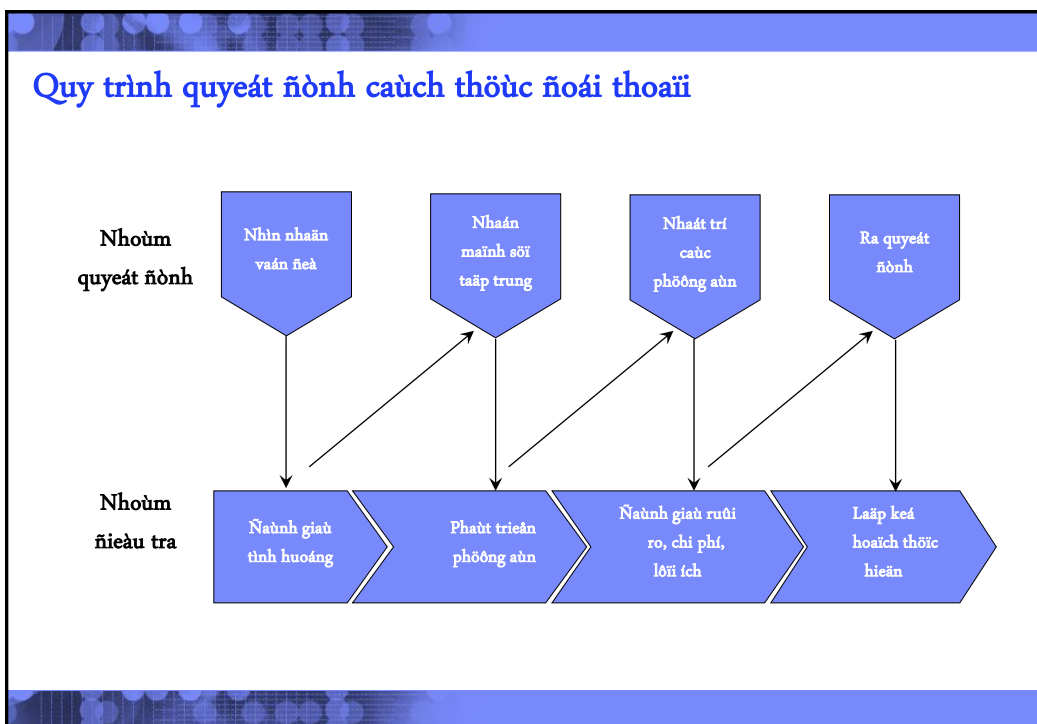 Quy trình quyeát ñònh caùch thöùc ñoái thoaïi
Nhoùm
quyeát ñònh
Nhìn nhaän
vaán ñeà
Nhaán
maïnh söï
taäp trung
Nhaát trí
caùc
phöông aùn
Ra quyeát
ñònh
Nhoùm
ñieàu tra
Ñaùnh giaù
tình huoáng
Phaùt trieån
phöông aùn
Ñaùnh giaù ruûi
ro, chi phí,
lôïi ích
Laäp keá
hoaïch thöïc
hieän